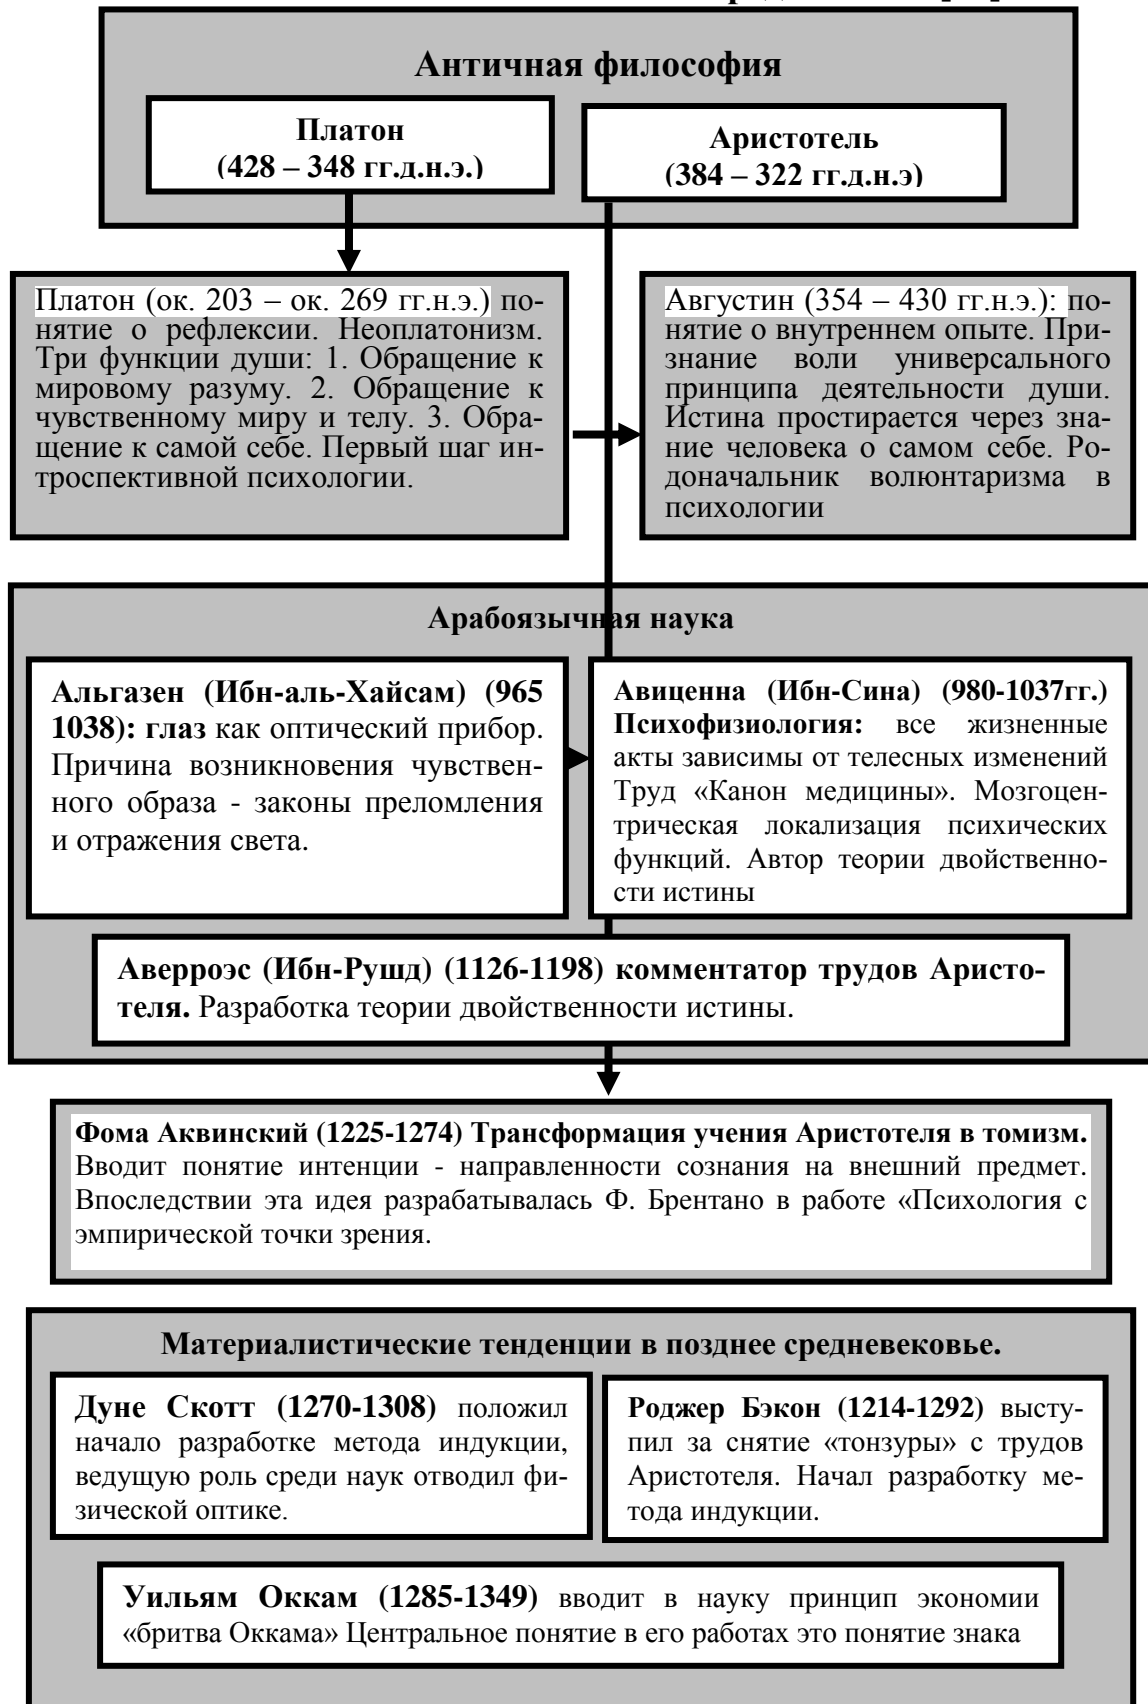 Античная философия
Платон
(428 – 348 гг.д.н.э.)
Аристотель
(384 – 322 гг.д.н.э)
Платон (ок. 203 – ок. 269 гг.н.э.) по-
нятие о рефлексии. Неоплатонизм.
Три функции души: 1. Обращение к
мировому разуму. 2. Обращение к
чувственному миру и телу. 3. Обра-
щение к самой себе. Первый шаг ин-
троспективной психологии.
Августин (354 – 430 гг.н.э.): по-
нятие о внутреннем опыте. При-
знание воли универсального
принципа деятельности души.
Истина простирается через зна-
ние человека о самом себе. Ро-
доначальник волюнтаризма в
психологии
Арабоязычная наука
Альгазен (Ибн-аль-Хайсам) (965
1038): глаз как оптический прибор.
Причина возникновения чувствен-
ного образа - законы преломления
и отражения света.
Авиценна (Ибн-Сина) (980-1037гг.)
Психофизиология: все жизненные
акты зависимы от телесных изменений
Труд «Канон медицины». Мозгоцен-
трическая локализация психических
функций. Автор теории двойственно-
сти истины
Аверроэс (Ибн-Рушд) (1126-1198) комментатор трудов Аристо-
теля. Разработка теории двойственности истины.
Фома Аквинский (1225-1274) Трансформация учения Аристотеля в томизм.
Вводит понятие интенции - направленности сознания на внешний предмет.
Впоследствии эта идея разрабатывалась Ф. Брентано в работе «Психология с
эмпирической точки зрения.
Материалистические тенденции в позднее средневековье.
Дуне Скотт (1270-1308) положил
начало разработке метода индукции,
ведущую роль среди наук отводил фи-
зической оптике.
Роджер Бэкон (1214-1292) высту-
пил за снятие «тонзуры» с трудов
Аристотеля. Начал разработку ме-
тода индукции.
Уильям Оккам (1285-1349) вводит в науку принцип экономии
«бритва Оккама» Центральное понятие в его работах это понятие знака